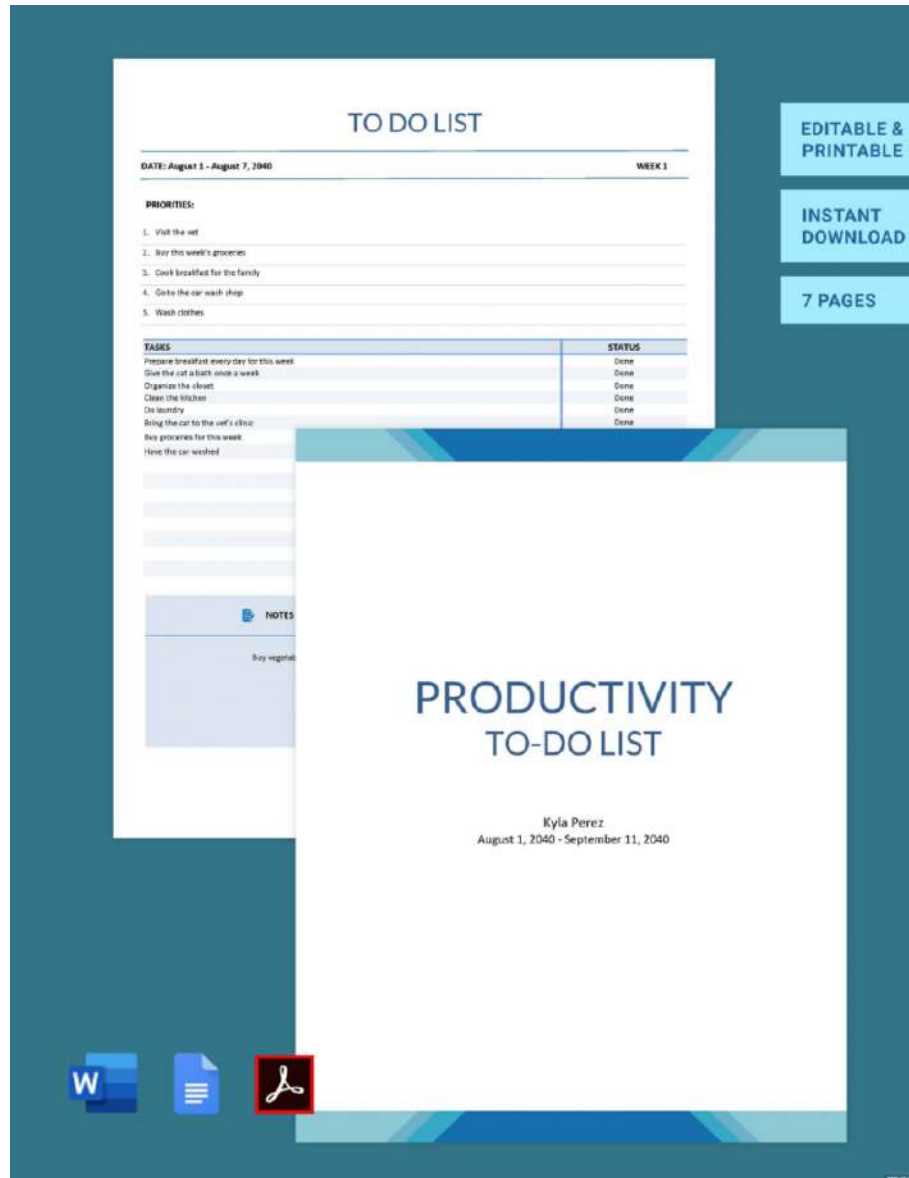 TO DO LIST
DATE: August 1 - August 7, 2040 WEEK 1
PRIORITIES:
1. Visit the vet
2. Buy this week's groceries
3. Cook breakfast for the family
4. Go to the car wash shop
5. Wash clothes
TASKS STATUS
Prepare breakfast every day for this week Done
Give the cat a bath once a week Done
Organize the closet Done
Clean the kitchen Done
Do laundry Done
Bring the cat to the vet's clinic Done
Buy groceries for this week
Have the car washed
NOTES
Buy
EDITABLE &
PRINTABLE
INSTANT
DOWNLOAD
7 PAGES
PRODUCTIVITY
TO-DO LIST
Kyla Perez
August 1, 2040 - September 11, 2040
W